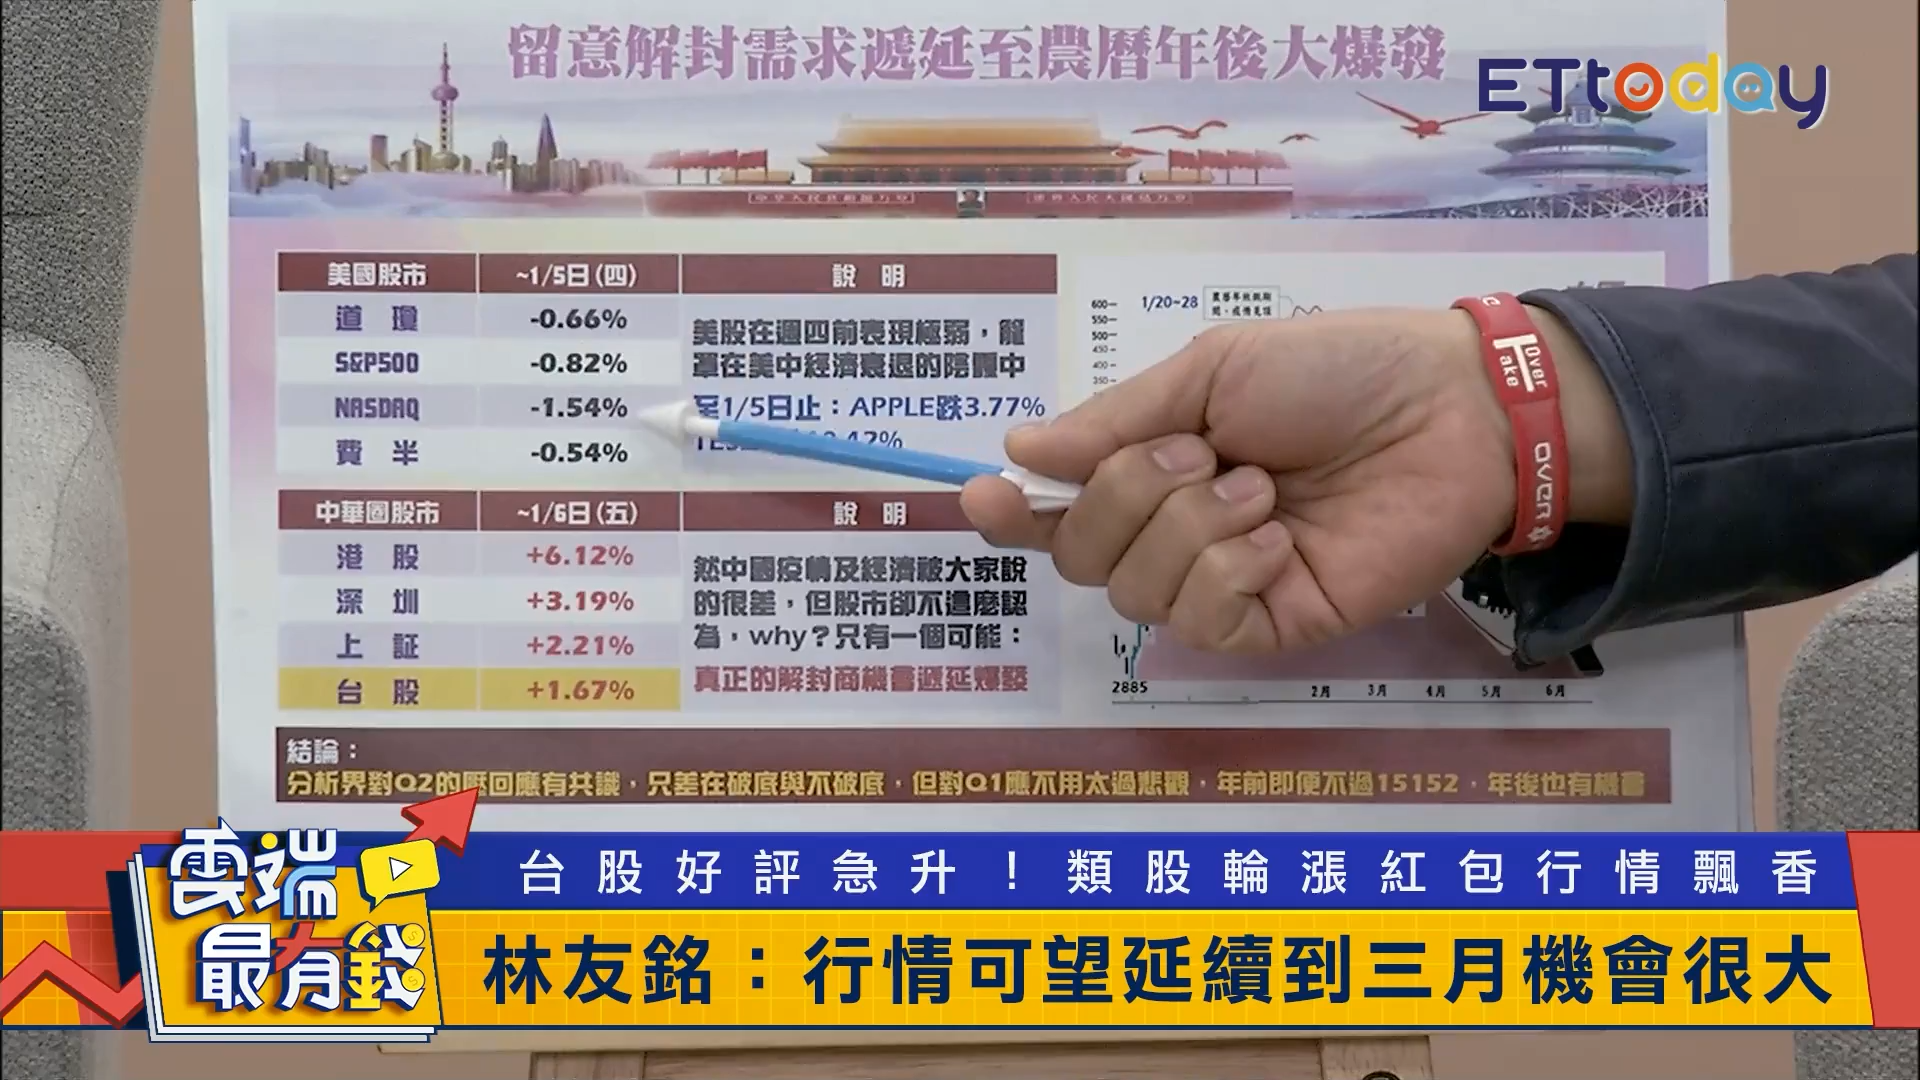 留意解封需求遞延至農曆年後大爆發
ETtoday
美國股市 ~1/5日(四) 說 明
道 瓊 -0.66%
S&P500 -0.82%
NASDAQ -1.54%
費 半 -0.54%
美股在週四前表現極弱，籠
罩在美中經濟衰退的陰霾中
至1/5日止：APPLE跌3.77%
中華圈股市 ~1/6日(五) 說 明
港 股 +6.12%
深 圳 +3.19%
上 証 +2.21%
台 股 +1.67%
然中國疫情及經濟被大家說
的很差，但股市卻不這麼認
為，why？只有一個可能：
真正的解封商機會遞延爆發
1/20~28
600
550
500
450
400
350
2885
2月 3月 4月 5月 6月
Over
Take
OVER
結論：
分析界對Q2的壓回應有共識，只差在破底與不破底，但對Q1應不用太過悲觀，年前即便不過15152，年後也有機會
雲端
最有錢
台股好評急升！類股輪漲紅包行情飄香
林友銘：行情可望延續到三月機會很大